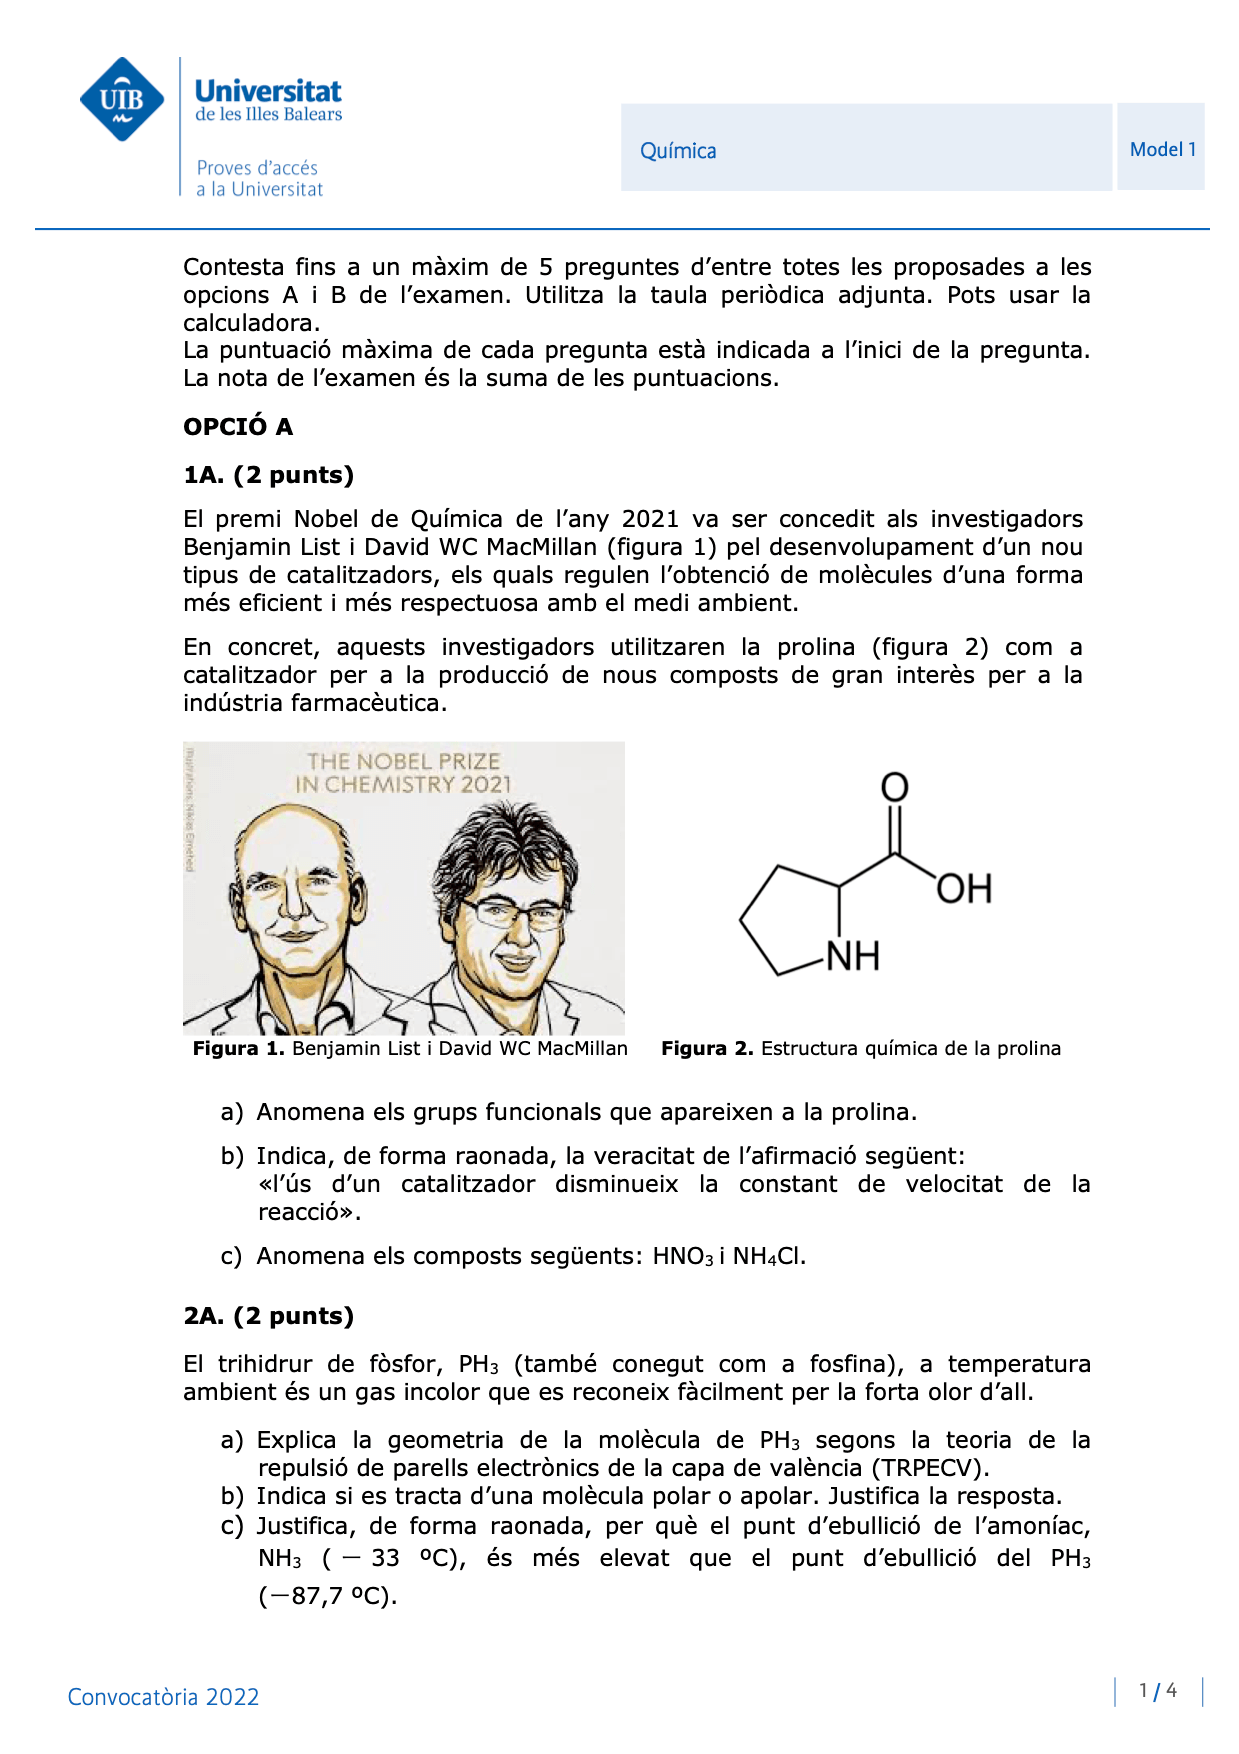 UIB
Universitat
de les Illes Balears
Proves d'accés
a la Universitat
Química
Model 1
Contesta fins a un màxim de 5 preguntes d'entre totes les proposades a les
opcions A i B de l'examen. Utilitza la taula periòdica adjunta. Pots usar la
calculadora.
La puntuació màxima de cada pregunta està indicada a l'inici de la pregunta.
La nota de l'examen és la suma de les puntuacions.
OPCIÓ A
1A. (2 punts)
El premi Nobel de Química de l'any 2021 va ser concedit als investigadors
Benjamin List i David WC MacMillan (figura 1) pel desenvolupament d'un nou
tipus de catalitzadors, els quals regulen l'obtenció de molècules d'una forma
més eficient i més respectuosa amb el medi ambient.
En concret, aquests investigadors utilitzaren la prolina (figura 2) com a
catalitzador per a la producció de nous composts de gran interès per a la
indústria farmacèutica.
THE NOBEL PRIZE
IN CHEMISTRY 2021
Illustrations: Niklas Elmehed
O
OH
NH
Figura 1. Benjamin List i David WC MacMillan
Figura 2. Estructura química de la prolina
a) Anomena els grups funcionals que apareixen a la prolina.
b) Indica, de forma raonada, la veracitat de l'afirmació següent:
«l'ús d'un catalitzador disminueix la constant de velocitat de la
reacció».
c) Anomena els composts següents: HNO₃ i NH₄Cl.
2A. (2 punts)
El trihidrur de fòsfor, PH₃ (també conegut com a fosfina), a temperatura
ambient és un gas incolor que es reconeix fàcilment per la forta olor d'all.
a) Explica la geometria de la molècula de PH₃ segons la teoria de la
repulsió de parells electrònics de la capa de valència (TRPECV).
b) Indica si es tracta d'una molècula polar o apolar. Justifica la resposta.
c) Justifica, de forma raonada, per què el punt d'ebullició de l'amoníac,
NH₃ ( − 33 ºC), és més elevat que el punt d'ebullició del PH₃
(−87,7 ºC).
Convocatòria 2022
1 / 4